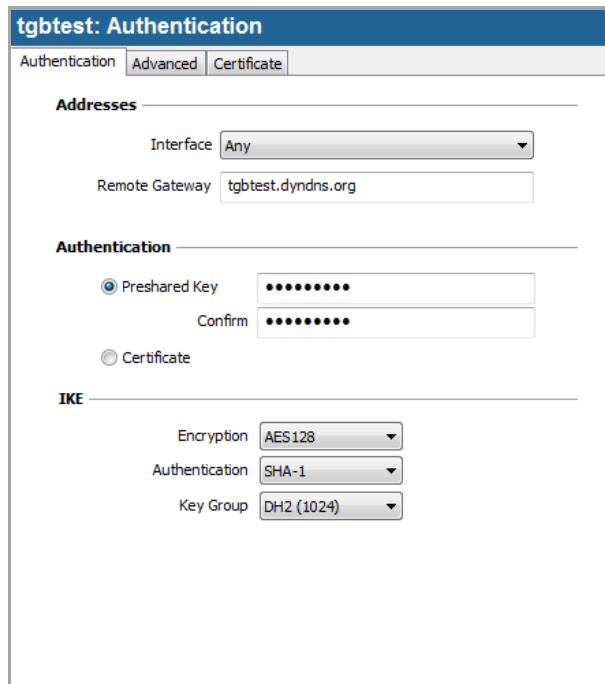 tgbtest: Authentication
Authentication Advanced Certificate
Addresses
Interface Any
Remote Gateway tgbtest.dyndns.org
Authentication
Preshared Key •••••••••
Confirm •••••••••
Certificate
IKE
Encryption AES128
Authentication SHA-1
Key Group DH2 (1024)